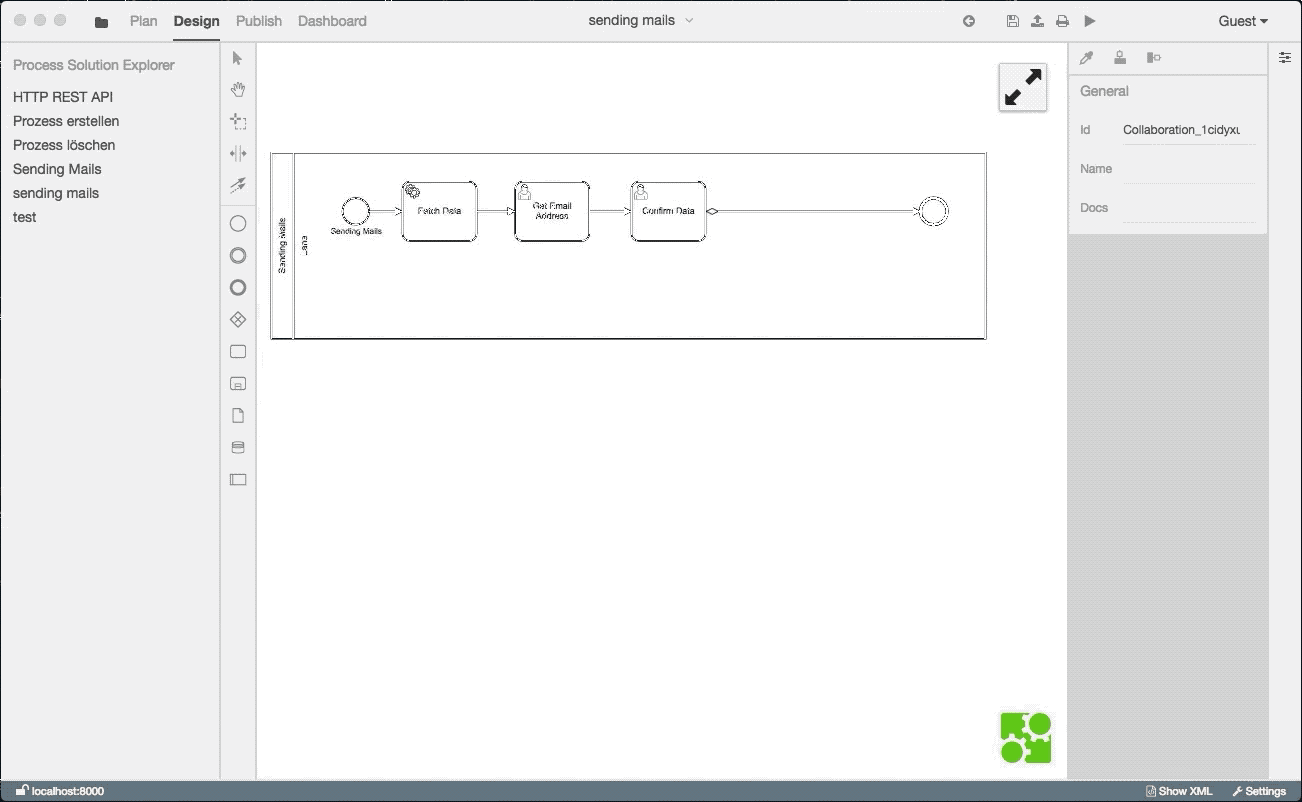 Plan Design Publish Dashboard
sending mails
Guest
Process Solution Explorer
HTTP REST API
Prozess erstellen
Prozess löschen
Sending Mails
sending mails
test
Sending Mails
Sending Mails
Fetch Data
Get Email
Address
Confirm Data
General
Id Collaboration_1cidyxu
Name
Docs
localhost:8000
Show XML
Settings